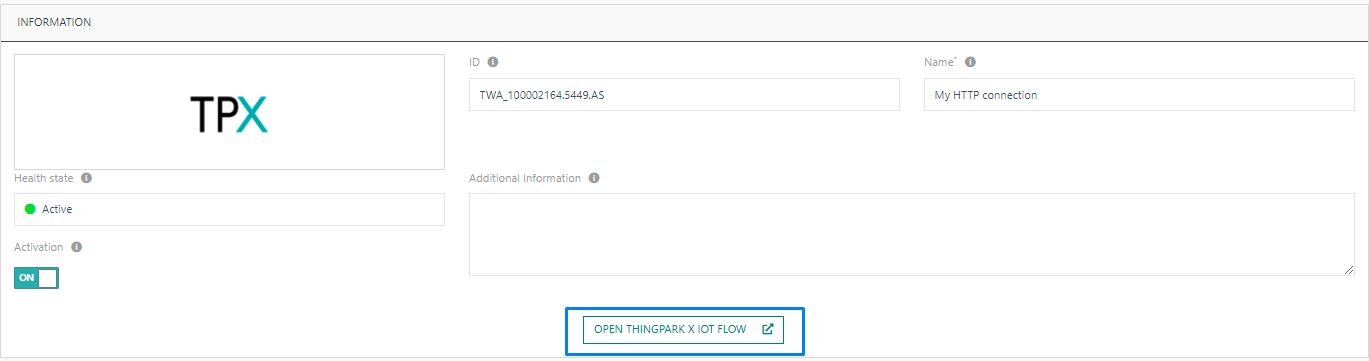 INFORMATION
TPX
ID
TWA_100002164.5449.AS
Name*
My HTTP connection
Health state
Active
Additional Information
Activation
ON
OPEN THINGPARK X IOT FLOW